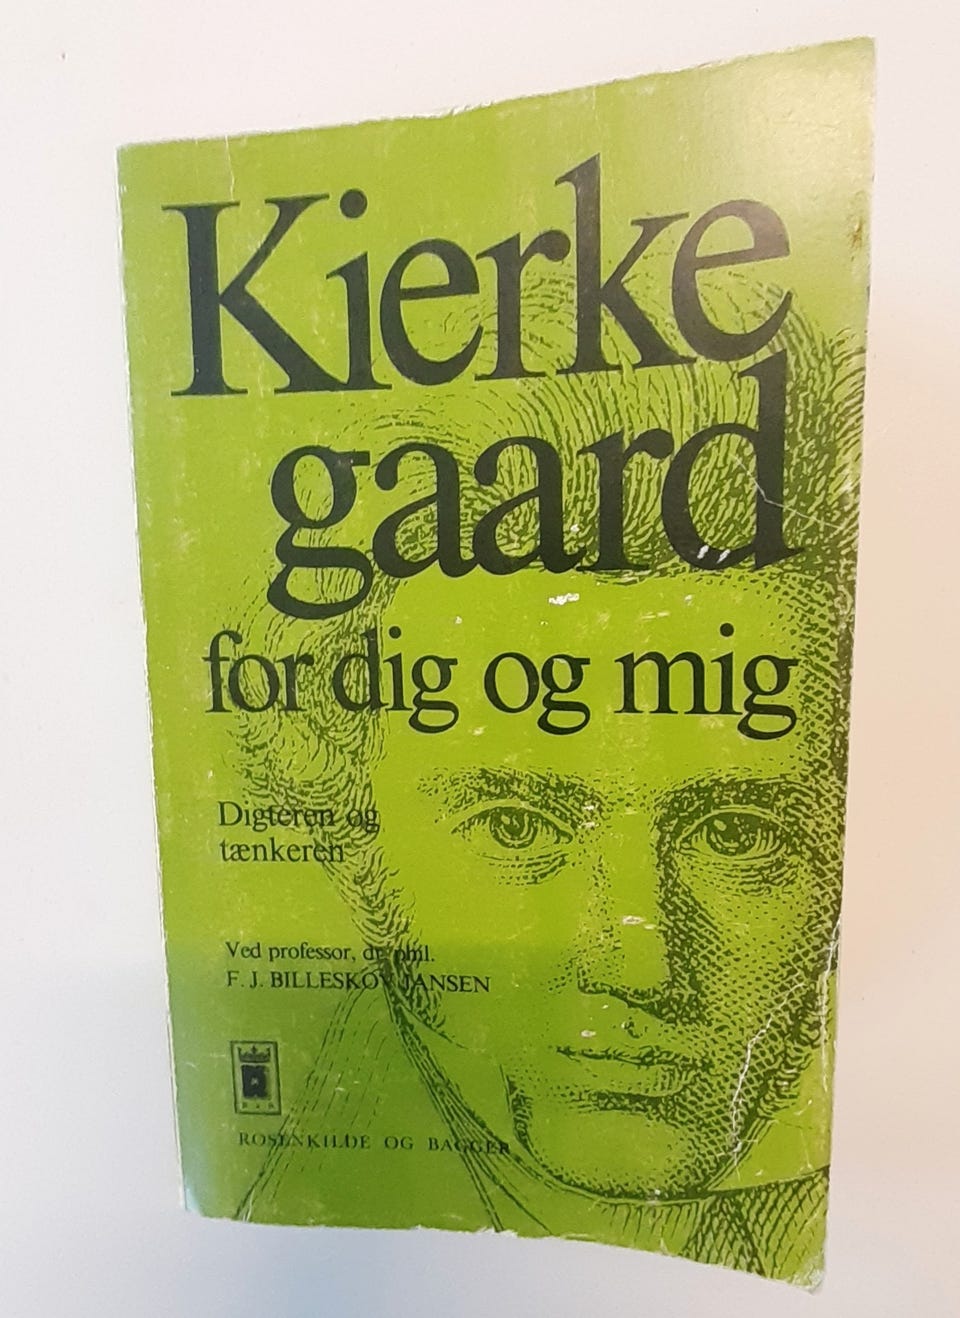 Kierke
gaard
for dig og mig
Digteren og
tænkeren
Ved professor, dr. phil.
F. J. BILLESKOV JANSEN
ROSENKILDE OG BAGGER